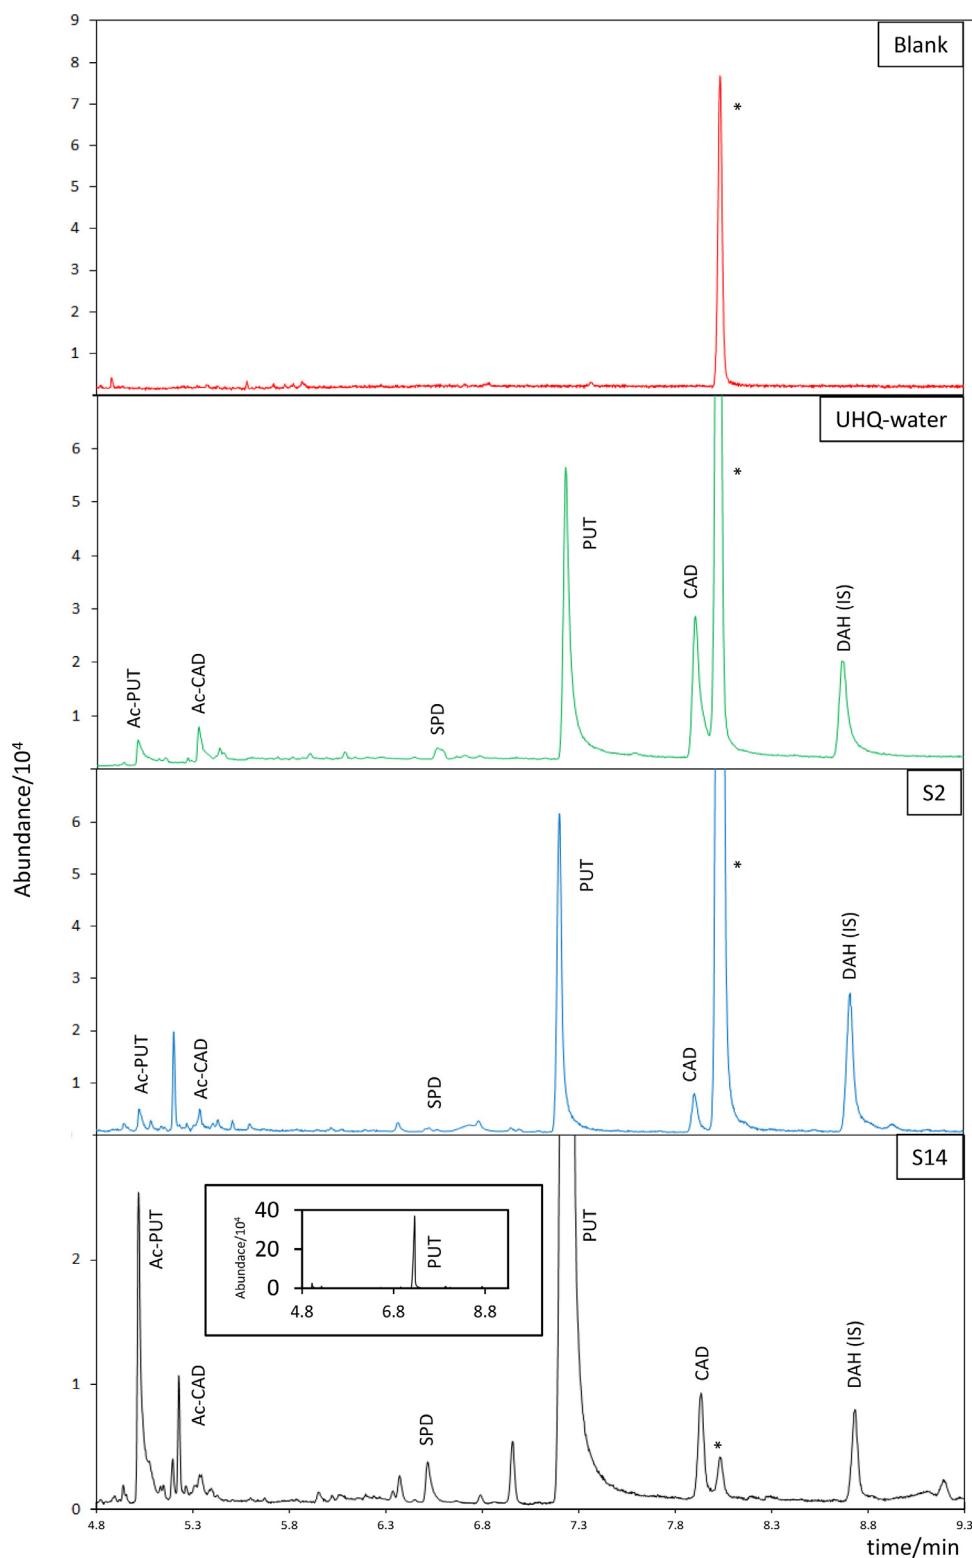 9
8
7
6
5
4
3
2
1
Blank
*
6
5
4
3
2
1
UHQ-water
Ac-PUT
Ac-CAD
SPD
PUT
CAD
*
DAH (IS)
Abundance/10⁴
6
5
4
3
2
1
S2
Ac-PUT
Ac-CAD
SPD
PUT
CAD
*
DAH (IS)
2
1
0
S14
Ac-PUT
Ac-CAD
SPD
PUT
CAD
*
DAH (IS)
Abundace/10⁴
40
20
0
PUT
4.8 6.8 8.8
4.8 5.3 5.8 6.3 6.8 7.3 7.8 8.3 8.8 9.3
time/min